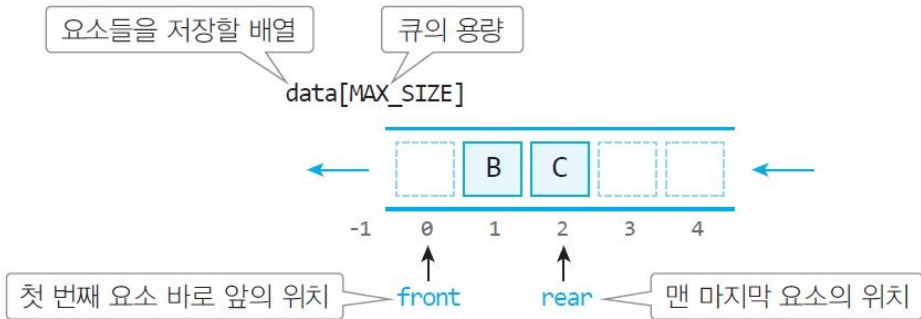 요소들을 저장할 배열 큐의 용량
data[MAX_SIZE]
B C
-1 0 1 2 3 4
첫 번째 요소 바로 앞의 위치 front rear 맨 마지막 요소의 위치